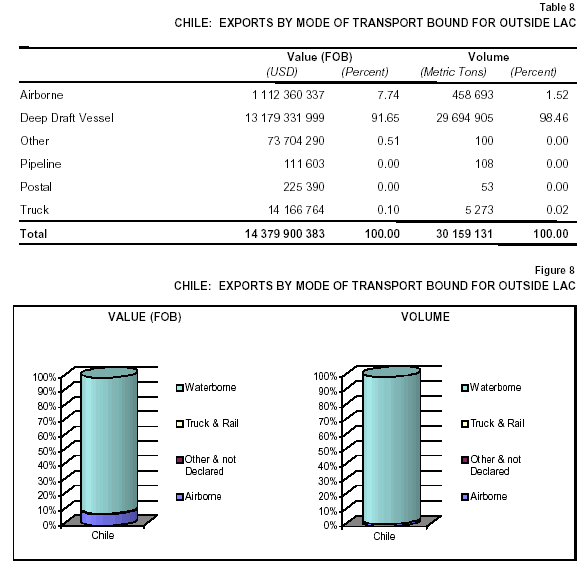 Table 8
CHILE: EXPORTS BY MODE OF TRANSPORT BOUND FOR OUTSIDE LAC
Value (FOB) Volume
(USD) (Percent) (Metric Tons) (Percent)
Airborne 1 112 360 337 7.74 458 693 1.52
Deep Draft Vessel 13 179 331 999 91.65 29 694 905 98.46
Other 73 704 290 0.51 100 0.00
Pipeline 111 603 0.00 108 0.00
Postal 225 390 0.00 53 0.00
Truck 14 166 764 0.10 5 273 0.02
Total 14 379 900 383 100.00 30 159 131 100.00
Figure 8
CHILE: EXPORTS BY MODE OF TRANSPORT BOUND FOR OUTSIDE LAC
VALUE (FOB)
100%
90%
80%
70%
60%
50%
40%
30%
20%
10%
0%
Chile
Waterborne
Truck & Rail
Other & not
Declared
Airborne
VOLUME
100%
90%
80%
70%
60%
50%
40%
30%
20%
10%
0%
Chile
Waterborne
Truck & Rail
Other & not
Declared
Airborne